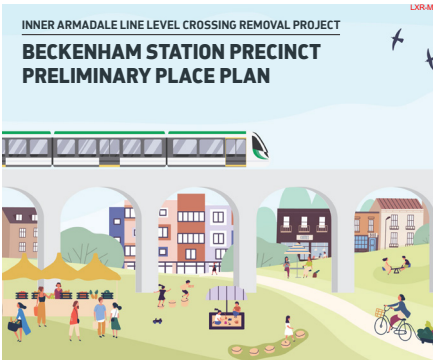 LXR-M
INNER ARMADALE LINE LEVEL CROSSING REMOVAL PROJECT
BECKENHAM STATION PRECINCT
PRELIMINARY PLACE PLAN